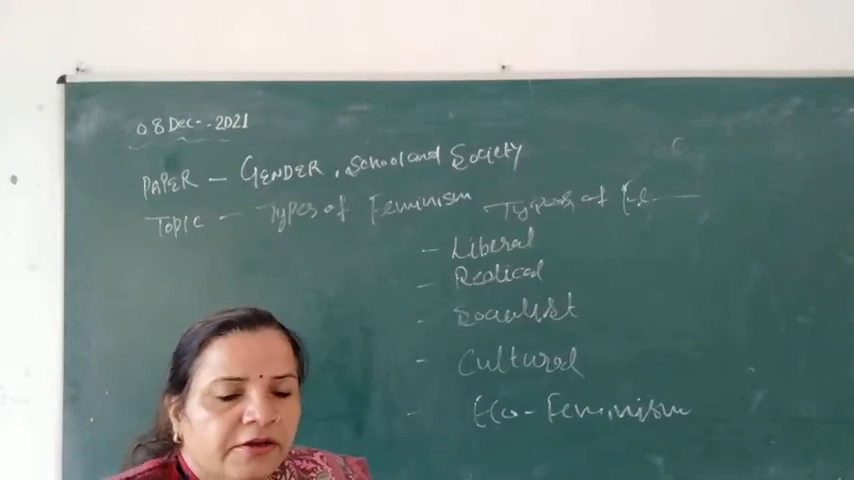 08 Dec - 2021
PAPER - GENDER, School and Society
Topic - Types of Feminism
Types of Fe
- Liberal
- Radical
- Socialist
- Cultural
- Eco-Feminism